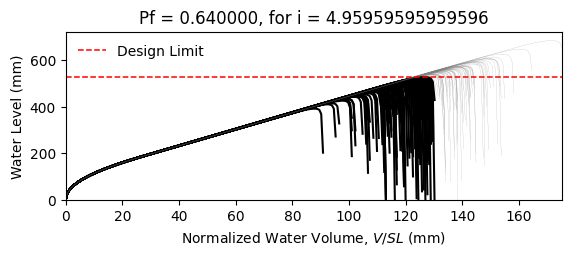 Pf = 0.640000, for i = 4.95959595959596
Design Limit
Water Level (mm)
600
400
200
0
0 20 40 60 80 100 120 140 160
Normalized Water Volume, V/SL (mm)